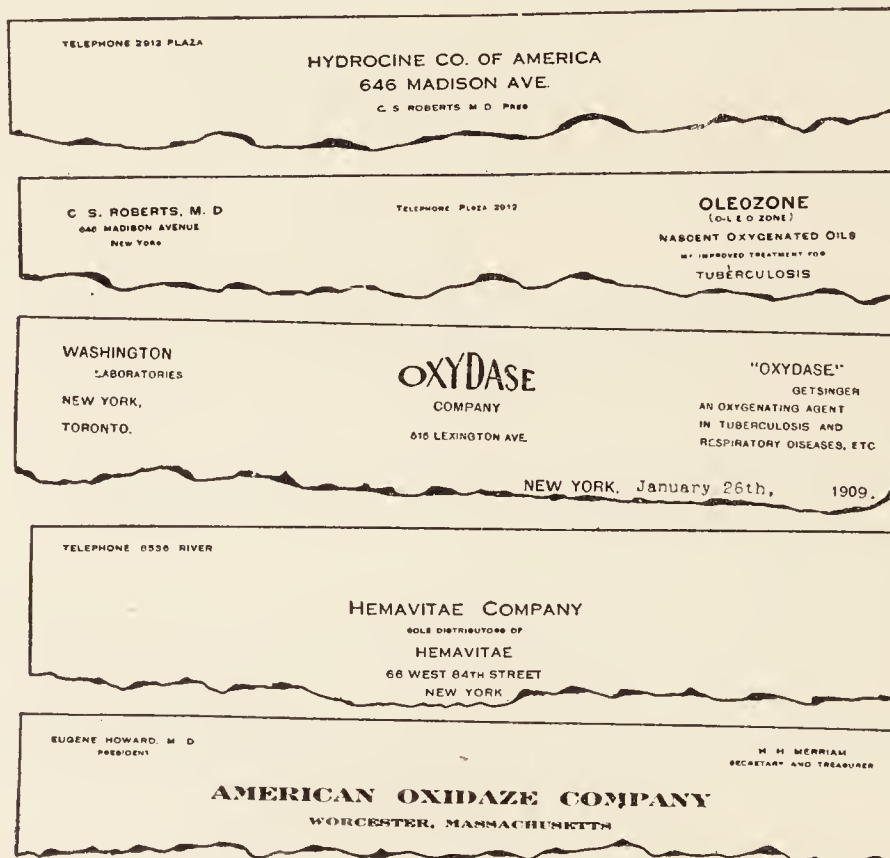 TELEPHONE 2912 PLAZA
HYDROCINE CO. OF AMERICA
646 MADISON AVE.
C. S ROBERTS M D PRES
C S. ROBERTS, M. D
646 MADISON AVENUE
NEW YORK
TELEPHONE PLAZA 2912
OLEOZONE
(O-L E O ZONE)
NASCENT OXYGENATED OILS
MY IMPROVED TREATMENT FOR
TUBERCULOSIS
WASHINGTON
LABORATORIES
NEW YORK,
TORONTO.
OXYDASE
COMPANY
616 LEXINGTON AVE.
"OXYDASE"
GETSINGER
AN OXYGENATING AGENT
IN TUBERCULOSIS AND
RESPIRATORY DISEASES, ETC
NEW YORK, January 26th, 1909.
TELEPHONE 6536 RIVER
HEMAVITAE COMPANY
SOLE DISTRIBUTORS OF
HEMAVITAE
66 WEST 84TH STREET
NEW YORK
EUGENE HOWARD, M D
PRESIDENT
H H MERRIAM
SECRETARY AND TREASURER
AMERICAN OXIDAZE COMPANY
WORCESTER, MASSACHUSETTS